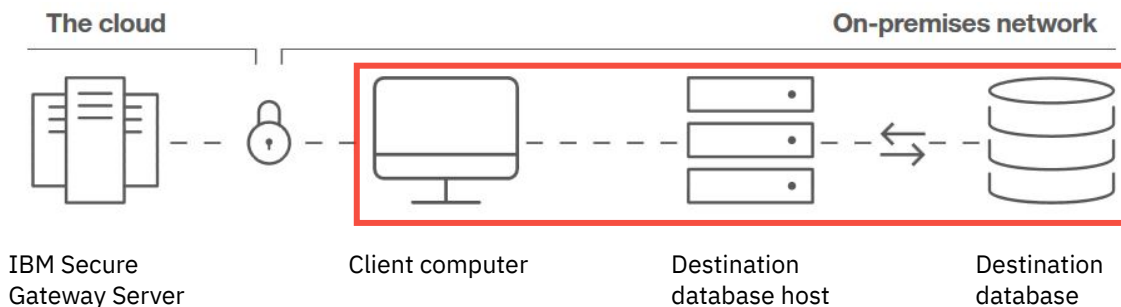 The cloud
On-premises network
IBM Secure
Gateway Server
Client computer
Destination
database host
Destination
database